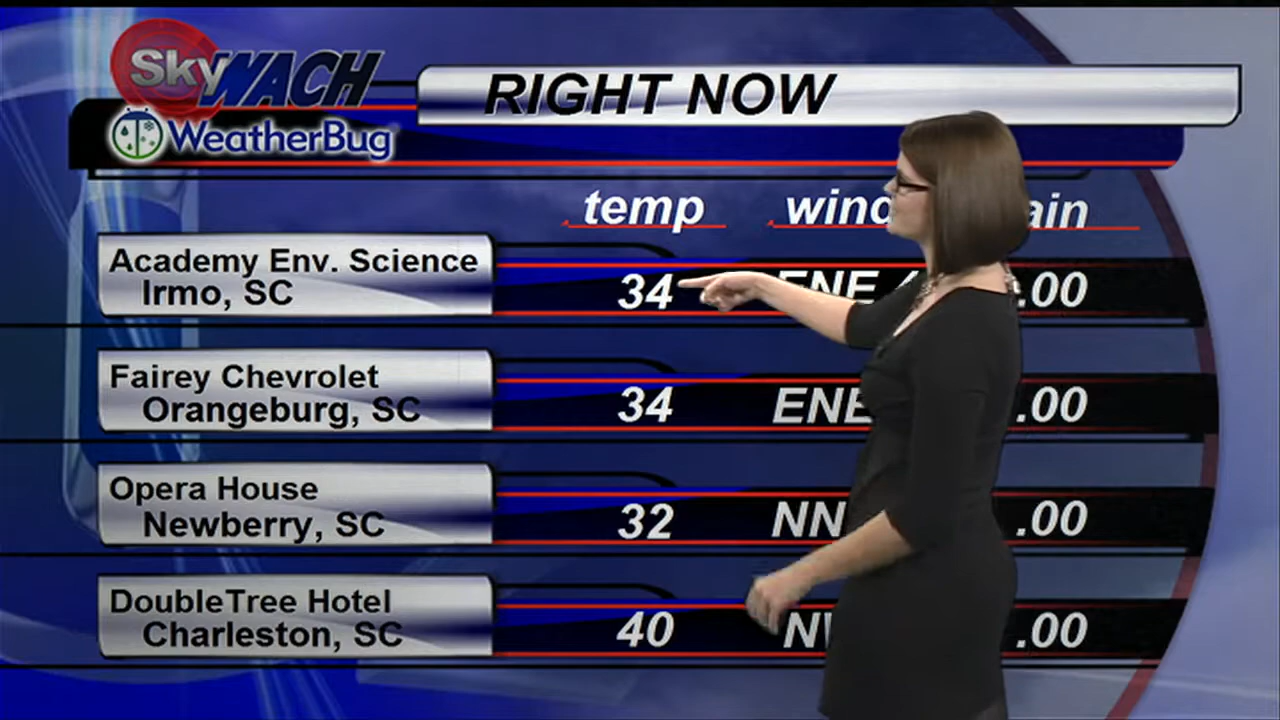 SkyWACH
WeatherBug
RIGHT NOW
temp
Academy Env. Science
Irmo, SC
34 ENE .00
Fairey Chevrolet
Orangeburg, SC
34 ENE .00
Opera House
Newberry, SC
32 .00
DoubleTree Hotel
Charleston, SC
40 .00